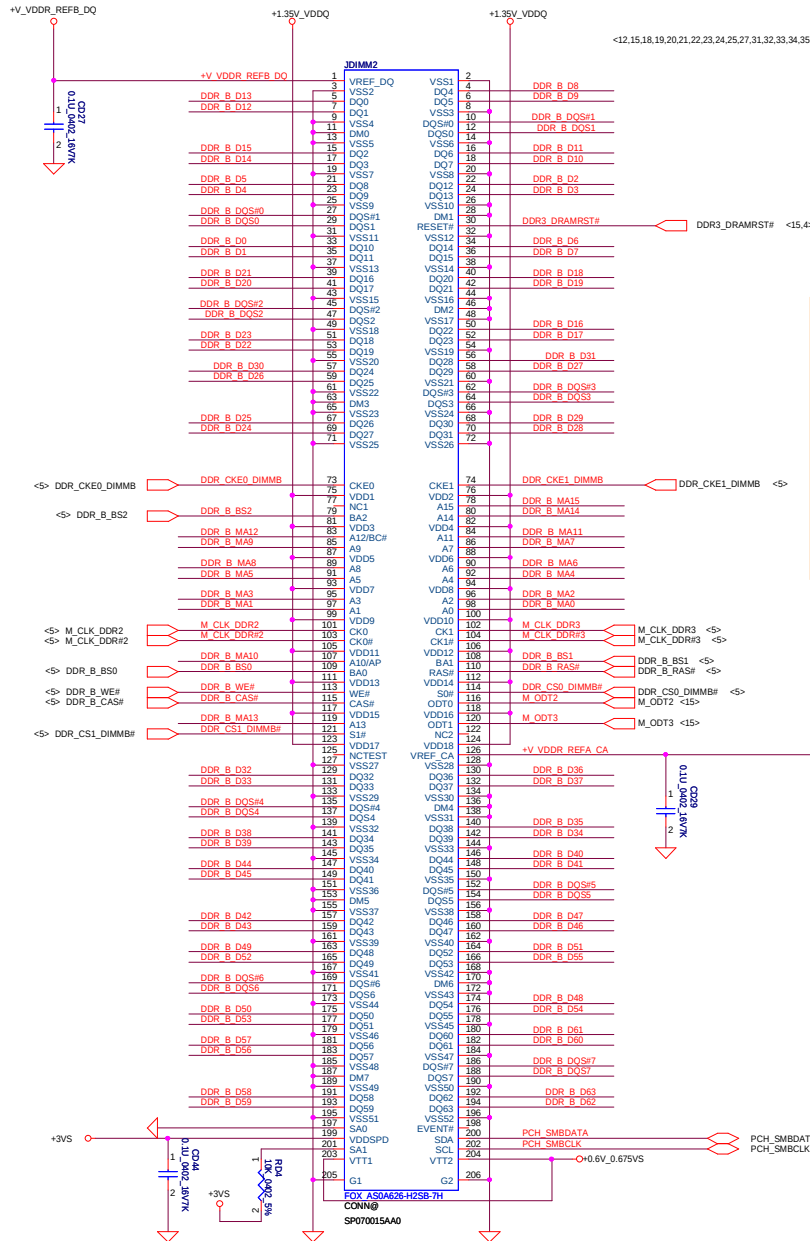 +V_VDDR_REFB_DQ +1.35V_VDDQ +1.35V_VDDQ
<12,15,18,19,20,21,22,23,24,25,27,31,32,33,34,35
JDIMM2
+V_VDDR_REFB_DQ 1 VREF_DQ VSS1 2
3 VSS2 DQ4 4 DDR_B_D8
DDR_B_D13 5 DQ0 DQ5 6 DDR_B_D9
DDR_B_D12 7 DQ1 VSS3 8
9 VSS4 DQS#0 10 DDR_B_DQS#1
11 DM0 DQS0 12 DDR_B_DQS1
13 VSS5 VSS6 14
DDR_B_D15 15 DQ2 DQ6 16 DDR_B_D11
DDR_B_D14 17 DQ3 DQ7 18 DDR_B_D10
19 VSS7 VSS8 20
DDR_B_D5 21 DQ8 DQ12 22 DDR_B_D2
DDR_B_D4 23 DQ9 DQ13 24 DDR_B_D3
25 VSS9 VSS10 26
DDR_B_DQS#0 27 DQS#1 DM1 28
DDR_B_DQS0 29 DQS1 RESET# 30 DDR3_DRAMRST# DDR3_DRAMRST# <15,4
31 VSS11 VSS12 32
DDR_B_D0 33 DQ10 DQ14 34 DDR_B_D6
DDR_B_D1 35 DQ11 DQ15 36 DDR_B_D7
37 VSS13 VSS14 38
DDR_B_D21 39 DQ16 DQ20 40 DDR_B_D18
DDR_B_D20 41 DQ17 DQ21 42 DDR_B_D19
43 VSS15 VSS16 44
DDR_B_DQS#2 45 DQS#2 DM2 46
DDR_B_DQS2 47 DQS2 VSS17 48
49 VSS18 DQ22 50 DDR_B_D16
DDR_B_D23 51 DQ18 DQ23 52 DDR_B_D17
DDR_B_D22 53 DQ19 VSS19 54
55 VSS20 DQ28 56 DDR_B_D31
DDR_B_D30 57 DQ24 DQ29 58 DDR_B_D27
DDR_B_D26 59 DQ25 VSS21 60
61 VSS22 DQS#3 62 DDR_B_DQS#3
63 DM3 DQS3 64 DDR_B_DQS3
65 VSS23 VSS24 66
DDR_B_D25 67 DQ26 DQ30 68 DDR_B_D29
DDR_B_D24 69 DQ27 DQ31 70 DDR_B_D28
71 VSS25 VSS26 72
<5> DDR_CKE0_DIMMB DDR_CKE0_DIMMB 73 CKE0 CKE1 74 DDR_CKE1_DIMMB DDR_CKE1_DIMMB <5>
75 VDD1 VDD2 76
77 NC1 A15 78 DDR_B_MA15
<5> DDR_B_BS2 DDR_B_BS2 79 BA2 A14 80 DDR_B_MA14
81 VDD3 VDD4 82
DDR_B_MA12 83 A12/BC# A11 84 DDR_B_MA11
DDR_B_MA9 85 A9 A7 86 DDR_B_MA7
87 VDD5 VDD6 88
DDR_B_MA8 89 A8 A6 90 DDR_B_MA6
DDR_B_MA5 91 A5 A4 92 DDR_B_MA4
93 VDD7 VDD8 94
DDR_B_MA3 95 A3 A2 96 DDR_B_MA2
DDR_B_MA1 97 A1 A0 98 DDR_B_MA0
99 VDD9 VDD10 100
<5> M_CLK_DDR2 M_CLK_DDR2 101 CK0 CK1 102 M_CLK_DDR3 M_CLK_DDR3 <5>
<5> M_CLK_DDR#2 M_CLK_DDR#2 103 CK0# CK1# 104 M_CLK_DDR#3 M_CLK_DDR#3 <5>
105 VDD11 VDD12 106
DDR_B_MA10 107 A10/AP BA1 108 DDR_B_BS1 DDR_B_BS1 <5>
<5> DDR_B_BS0 DDR_B_BS0 109 BA0 RAS# 110 DDR_B_RAS# DDR_B_RAS# <5>
111 VDD13 VDD14 112
<5> DDR_B_WE# DDR_B_WE# 113 WE# S0# 114 DDR_CS0_DIMMB# DDR_CS0_DIMMB# <5>
<5> DDR_B_CAS# DDR_B_CAS# 115 CAS# ODT0 116 M_ODT2 M_ODT2 <15>
117 VDD15 VDD16 118
DDR_B_MA13 119 A13 ODT1 120 M_ODT3 M_ODT3 <15>
<5> DDR_CS1_DIMMB# DDR_CS1_DIMMB# 121 S1# NC2 122
123 VDD17 VDD18 124
125 NCTEST VREF_CA 126 +V_VDDR_REFA_CA
127 VSS27 VSS28 128
DDR_B_D32 129 DQ32 DQ36 130 DDR_B_D36
DDR_B_D33 131 DQ33 DQ37 132 DDR_B_D37
133 VSS29 VSS30 134
DDR_B_DQS#4 135 DQS#4 DM4 136
DDR_B_DQS4 137 DQS4 VSS31 138
139 VSS32 DQ38 140 DDR_B_D35
DDR_B_D38 141 DQ34 DQ39 142 DDR_B_D34
DDR_B_D39 143 DQ35 VSS33 144
145 VSS34 DQ44 146 DDR_B_D40
DDR_B_D44 147 DQ40 DQ45 148 DDR_B_D41
DDR_B_D45 149 DQ41 VSS35 150
151 VSS36 DQS#5 152 DDR_B_DQS#5
153 DM5 DQS5 154 DDR_B_DQS5
155 VSS37 VSS38 156
DDR_B_D42 157 DQ42 DQ46 158 DDR_B_D47
DDR_B_D43 159 DQ43 DQ47 160 DDR_B_D46
161 VSS39 VSS40 162
DDR_B_D49 163 DQ48 DQ52 164 DDR_B_D51
DDR_B_D52 165 DQ49 DQ53 166 DDR_B_D55
167 VSS41 VSS42 168
DDR_B_DQS#6 169 DQS#6 DM6 170
DDR_B_DQS6 171 DQS6 VSS43 172
173 VSS44 DQ54 174 DDR_B_D48
DDR_B_D50 175 DQ50 DQ55 176 DDR_B_D54
DDR_B_D53 177 DQ51 VSS45 178
179 VSS46 DQ60 180 DDR_B_D61
DDR_B_D57 181 DQ56 DQ61 182 DDR_B_D60
DDR_B_D56 183 DQ57 VSS47 184
185 VSS48 DQS#7 186 DDR_B_DQS#7
187 DM7 DQS7 188 DDR_B_DQS7
189 VSS49 VSS50 190
DDR_B_D58 191 DQ58 DQ62 192 DDR_B_D63
DDR_B_D59 193 DQ59 DQ63 194 DDR_B_D62
195 VSS51 VSS52 196
197 SA0 EVENT# 198
+3VS 199 VDDSPD SDA 200 PCH_SMBDATA PCH_SMBDAT
201 SA1 SCL 202 PCH_SMBCLK PCH_SMBCLK
203 VTT1 VTT2 204 +0.6V_0.675VS
205 G1 G2 206
FOX_AS0A626-H2SB-7H
CONN@
SP070015AA0
1 2 CD27
0.1U_0402_16V7K
1 2 CD29
0.1U_0402_16V7K
1 2 CD44
0.1U_0402_16V7K
+3VS
1 2 RD4
10K_0402_5%